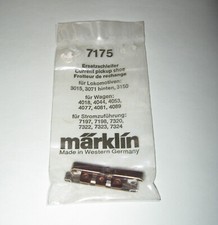 7175
Ersatzschleifer
Current pickup shoe
Frotteur de rechange
für Lokomotiven:
3015, 3071 hinten, 3150
für Wagen:
4018, 4044, 4053,
4077, 4081, 4089
für Stromzuführung:
7197, 7198, 7320,
7322, 7323, 7324
märklin
Made in Western Germany